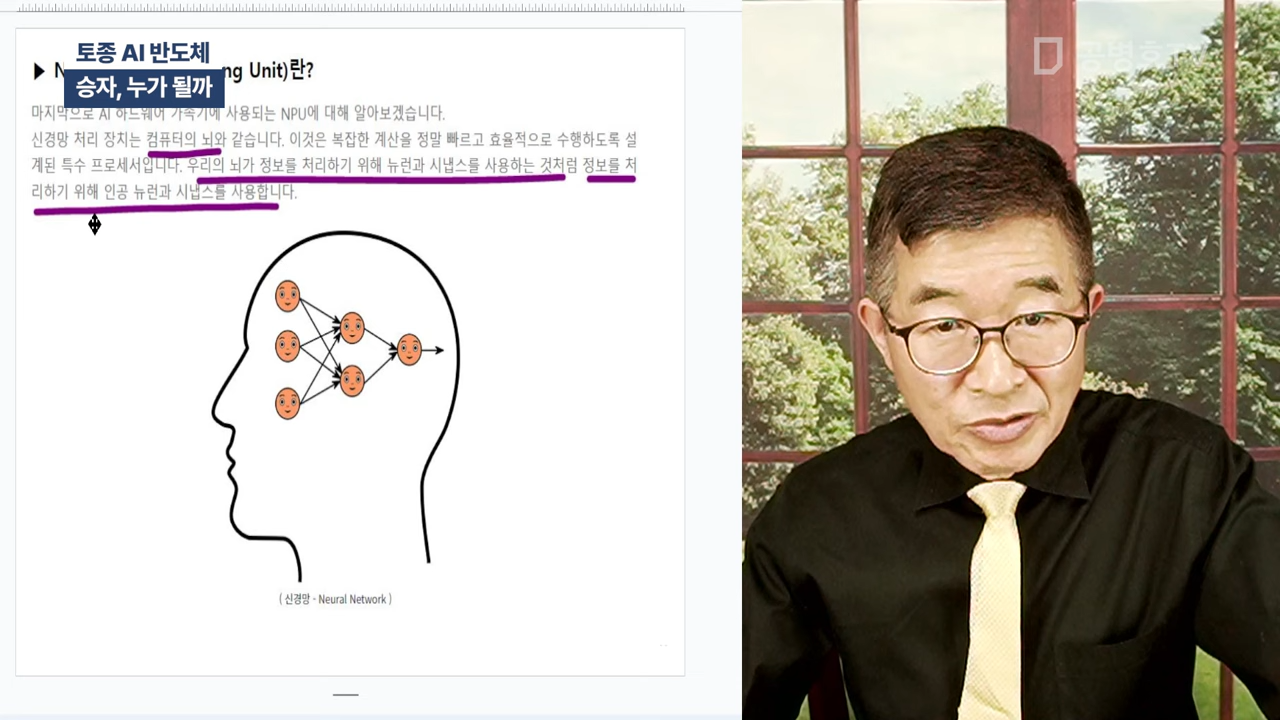 토종 AI 반도체
승자, 누가 될까
ng Unit)란?
마지막으로 AI 하드웨어 가속기에 사용되는 NPU에 대해 알아보겠습니다.
신경망 처리 장치는 컴퓨터의 뇌와 같습니다. 이것은 복잡한 계산을 정말 빠르고 효율적으로 수행하도록 설
계된 특수 프로세서입니다. 우리의 뇌가 정보를 처리하기 위해 뉴런과 시냅스를 사용하는 것처럼 정보를 처
리하기 위해 인공 뉴런과 시냅스를 사용합니다.
( 신경망 - Neural Network )